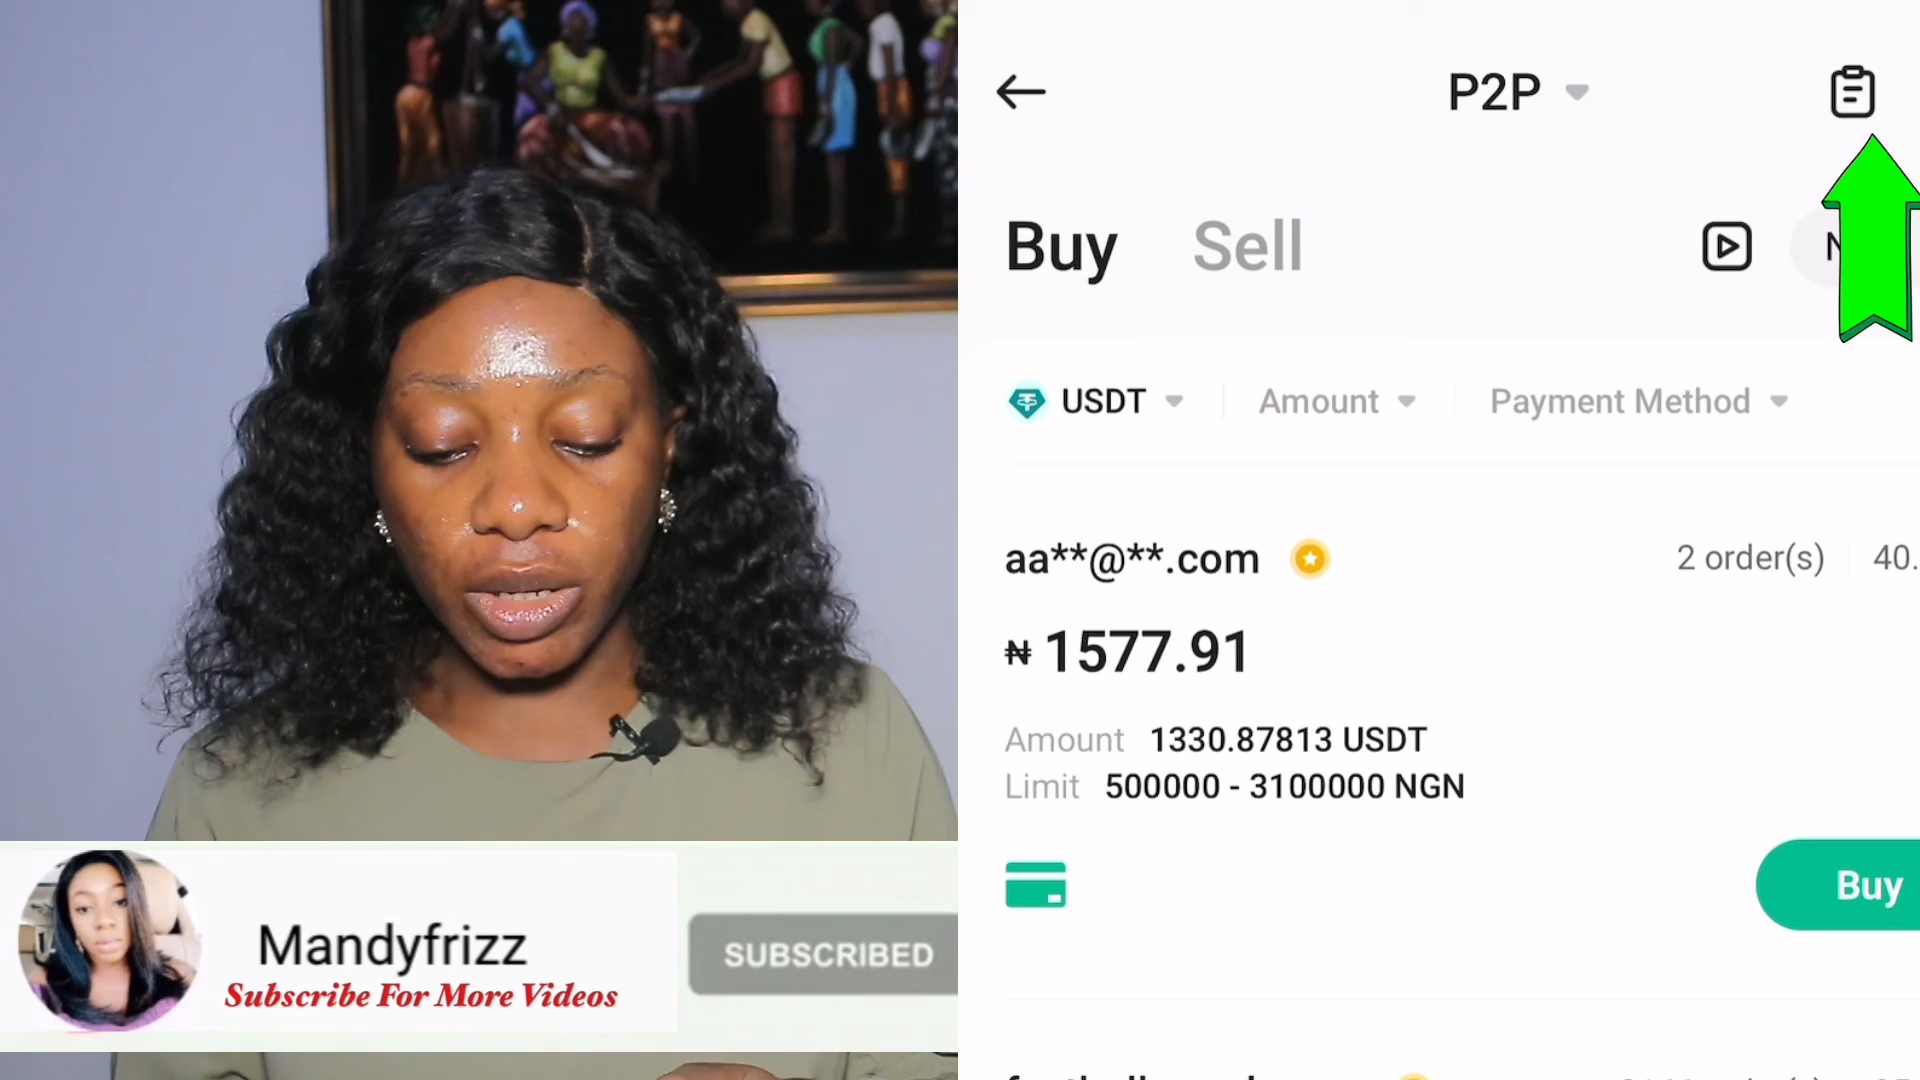 P2P
Buy Sell
USDT Amount Payment Method
aa**@**.com 2 order(s) 40.
₦ 1577.91
Amount 1330.87813 USDT
Limit 500000 - 3100000 NGN
Buy
Mandyfrizz
Subscribe For More Videos
SUBSCRIBED